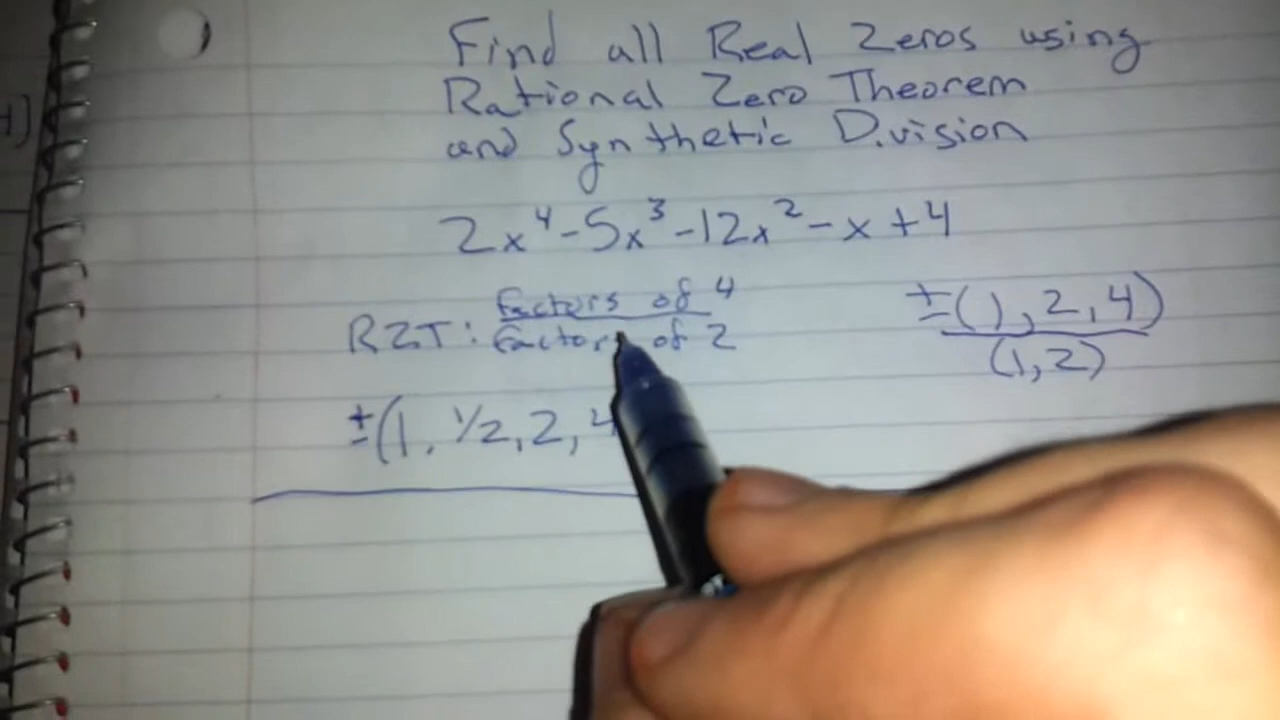 Find all Real Zeros using
Rational Zero Theorem
and Synthetic Division
2x⁴-5x³-12x²-x+4
RZT: factors of 4
factors of 2
±(1, 2, 4)
(1, 2)
±(1, 1/2, 2, 4